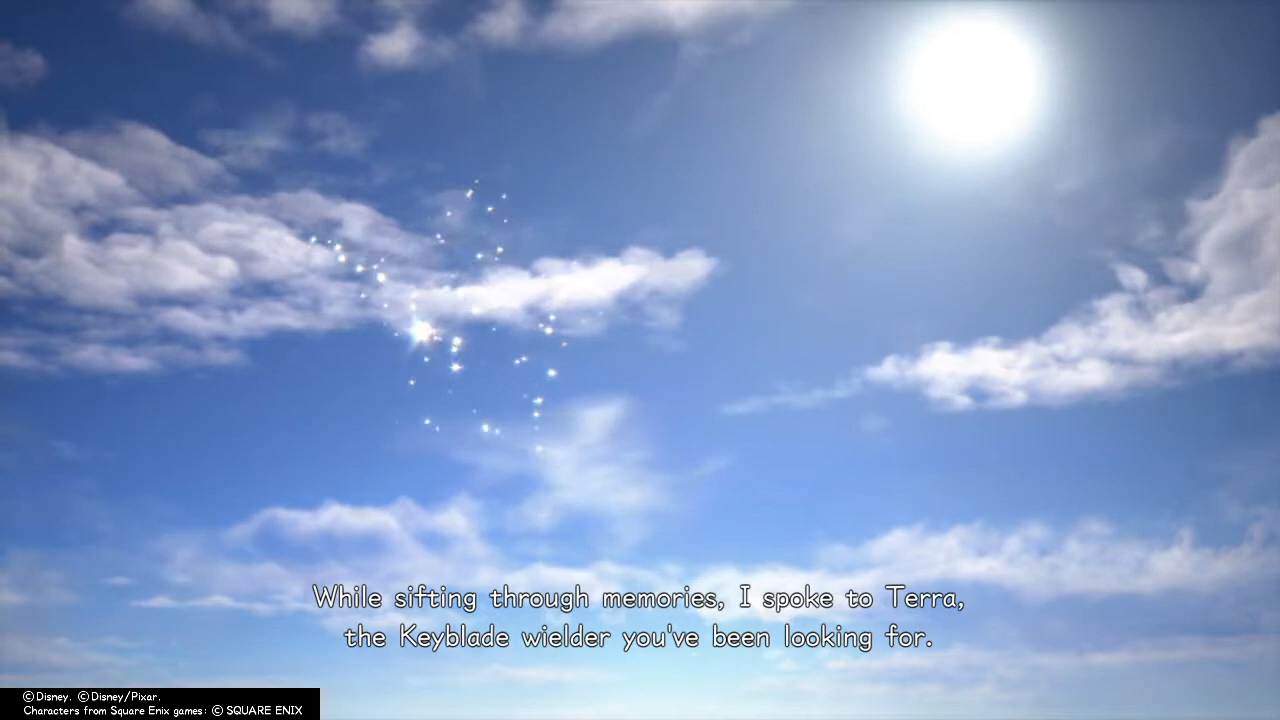 While sifting through memories, I spoke to Terra,
the Keyblade wielder you've been looking for.
© Disney. © Disney/Pixar.
Characters from Square Enix games: © SQUARE ENIX